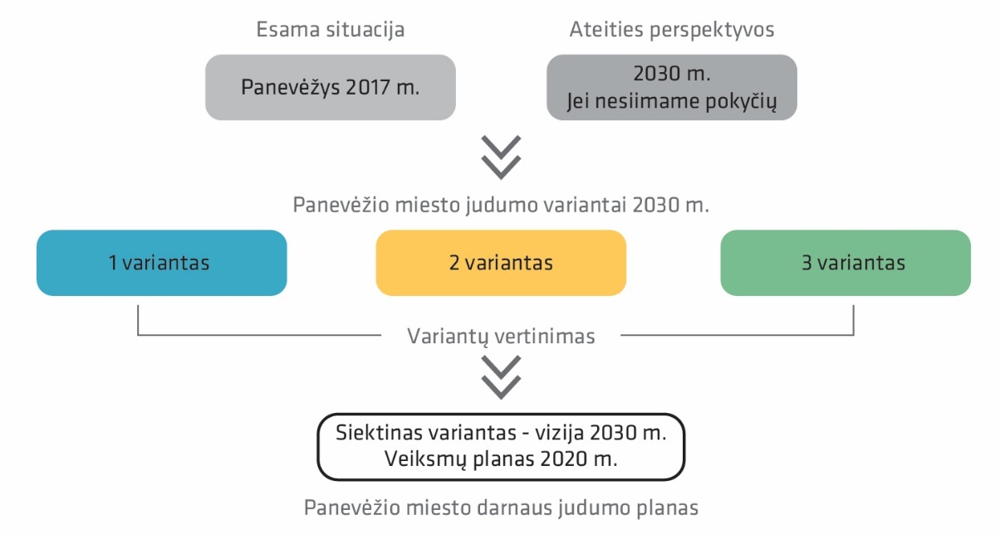 Esama situacija
Ateities perspektyvos
Panevėžys 2017 m.
2030 m.
Jei nesiimame pokyčių
Panevėžio miesto judumo variantai 2030 m.
1 variantas
2 variantas
3 variantas
Variantų vertinimas
Siektinas variantas - vizija 2030 m.
Veiksmų planas 2020 m.
Panevėžio miesto darnaus judumo planas